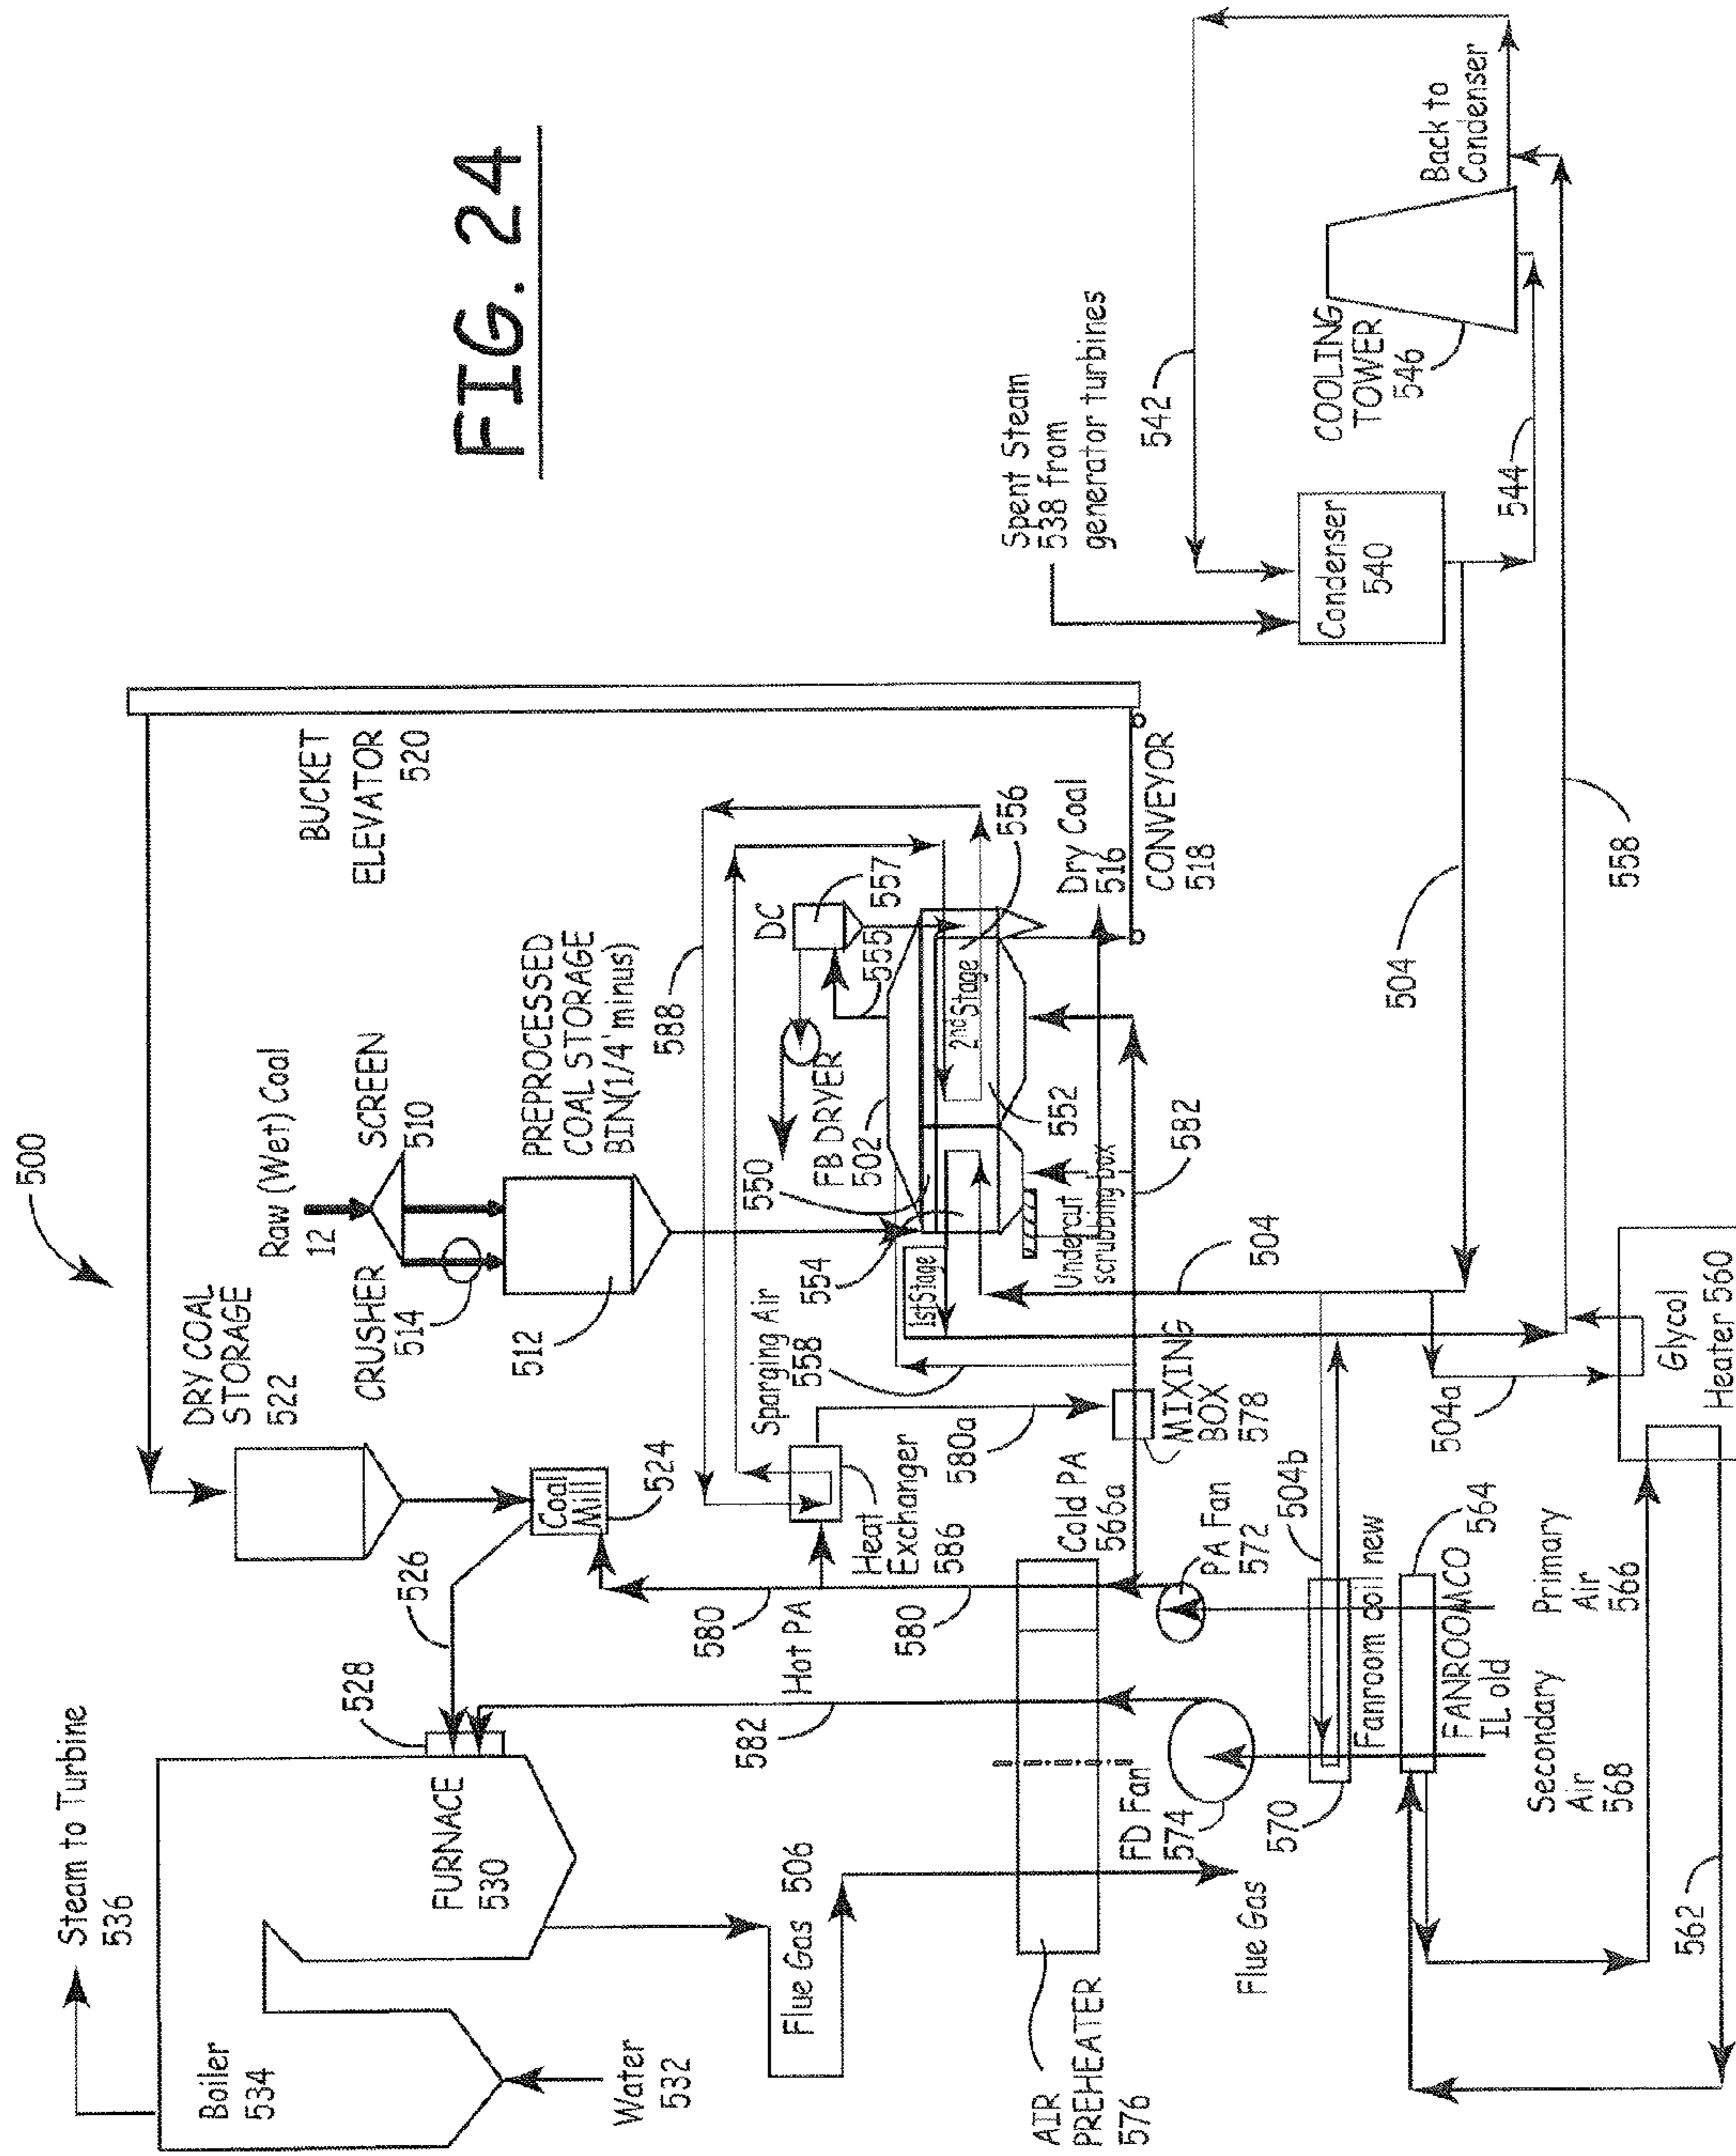 FIG. 24
500
Steam to Turbine
536
Boiler
534
Water
532
FURNACE
530
528
526
Flue Gas 506
582
Hot PA
580
580
DRY COAL
STORAGE
522
Coal
Mill
524
CRUSHER
514
Raw (Wet) Coal
12
SCREEN
510
512
PREPROCESSED
COAL STORAGE
BIN(1/4'minus)
BUCKET
ELEVATOR
520
588
Sparging Air
558
Heat
Exchanger
586
580a
DC
557
555
550
FB DRYER
502
554
1stStage
2ndStage
552
556
Dry Coal
516
CONVEYOR
518
Undercut
scrubbing box
582
MIXING
BOX
578
Cold PA
566a
AIR
PREHEATER
576
Flue Gas
FD Fan
574
PA Fan
572
504b
504
504
504a
570
Fanroom coil new
FANROOMCO
IL old
564
Secondary
Air
568
Primary
Air
566
562
Glycol
Heater 560
558
Spent Steam
538 from
generator turbines
542
Condenser
540
544
COOLING
TOWER
546
Back to
Condenser